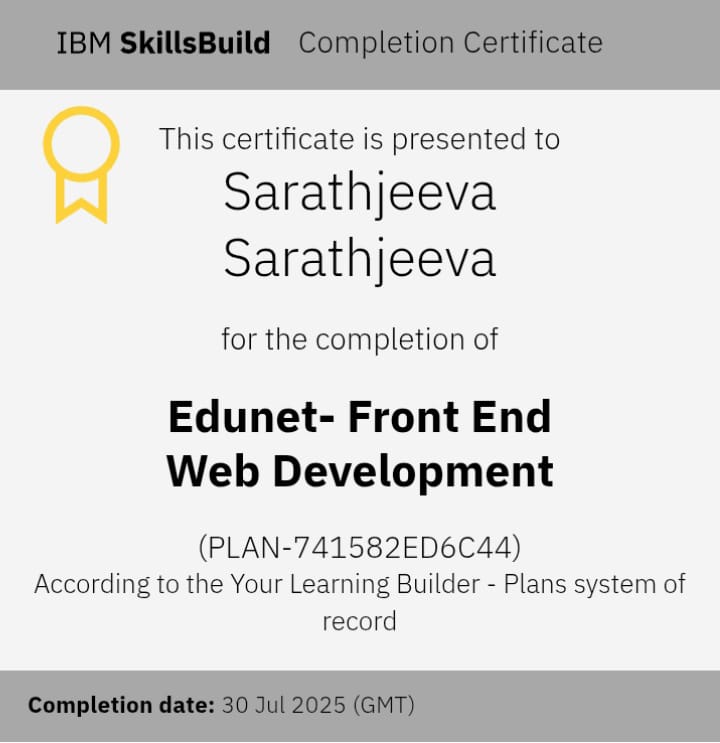 IBM SkillsBuild Completion Certificate
This certificate is presented to
Sarathjeeva
Sarathjeeva
for the completion of
Edunet- Front End
Web Development
(PLAN-741582ED6C44)
According to the Your Learning Builder - Plans system of
record
Completion date: 30 Jul 2025 (GMT)